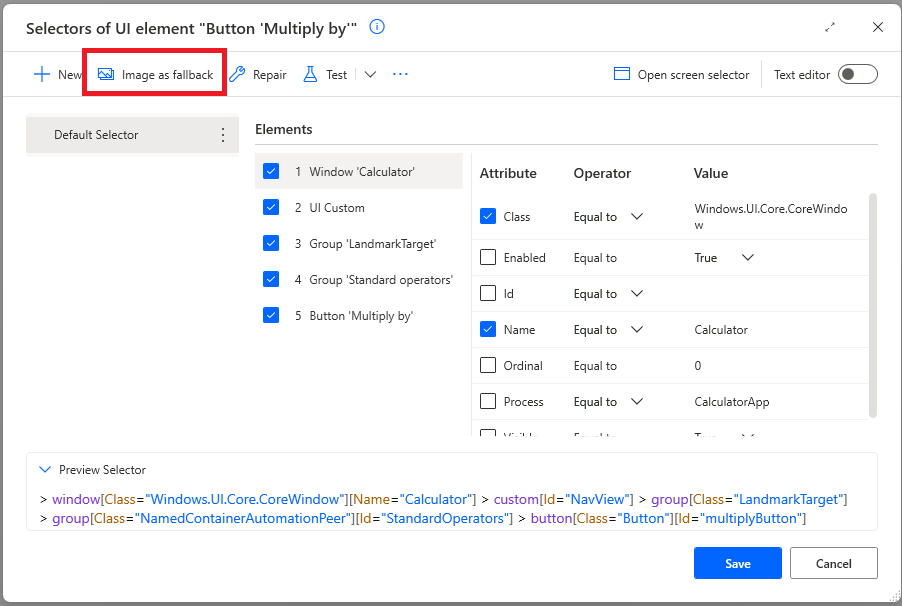 Selectors of UI element "Button 'Multiply by'"
New Image as fallback Repair Test Open screen selector Text editor
Default Selector
Elements
1 Window 'Calculator'
2 UI Custom
3 Group 'LandmarkTarget'
4 Group 'Standard operators'
5 Button 'Multiply by'
Attribute Operator Value
Class Equal to Windows.UI.Core.CoreWindo
w
Enabled Equal to True
Id Equal to
Name Equal to Calculator
Ordinal Equal to 0
Process Equal to CalculatorApp
Preview Selector
> window[Class="Windows.UI.Core.CoreWindow"][Name="Calculator"] > custom[Id="NavView"] > group[Class="LandmarkTarget"]
> group[Class="NamedContainerAutomationPeer"][Id="StandardOperators"] > button[Class="Button"][Id="multiplyButton"]
Save Cancel